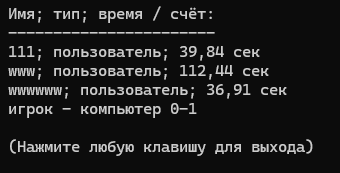 Имя; тип; время / счёт:
-----------------------
111; пользователь; 39,84 сек
www; пользователь; 112,44 сек
wwwwww; пользователь; 36,91 сек
игрок - компьютер 0-1
(Нажмите любую клавишу для выхода)